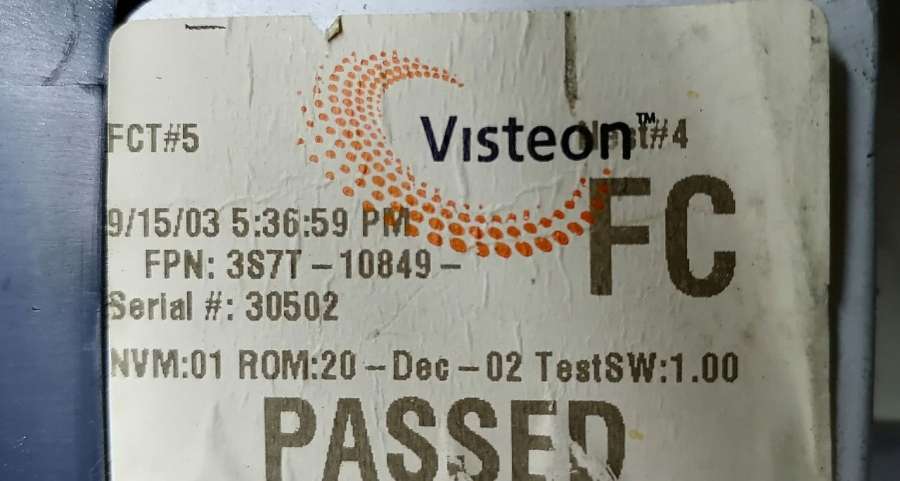 Visteon™
FCT#5 #4
FC
9/15/03 5:36:59 PM
FPN: 3S7T-10849-
Serial #: 30502
NVM:01 ROM:20-Dec-02 TestSW:1.00
PASSED